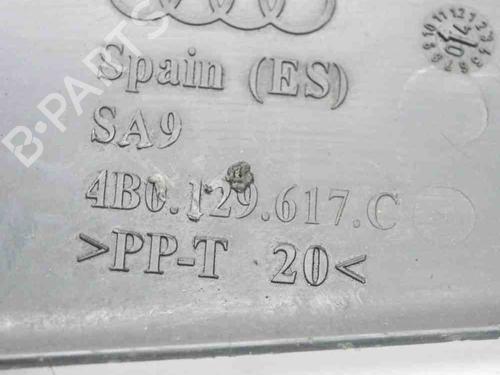 B-PARTS
Spain (ES)
SA9
4B0.129.617.C
>PP-T 20<